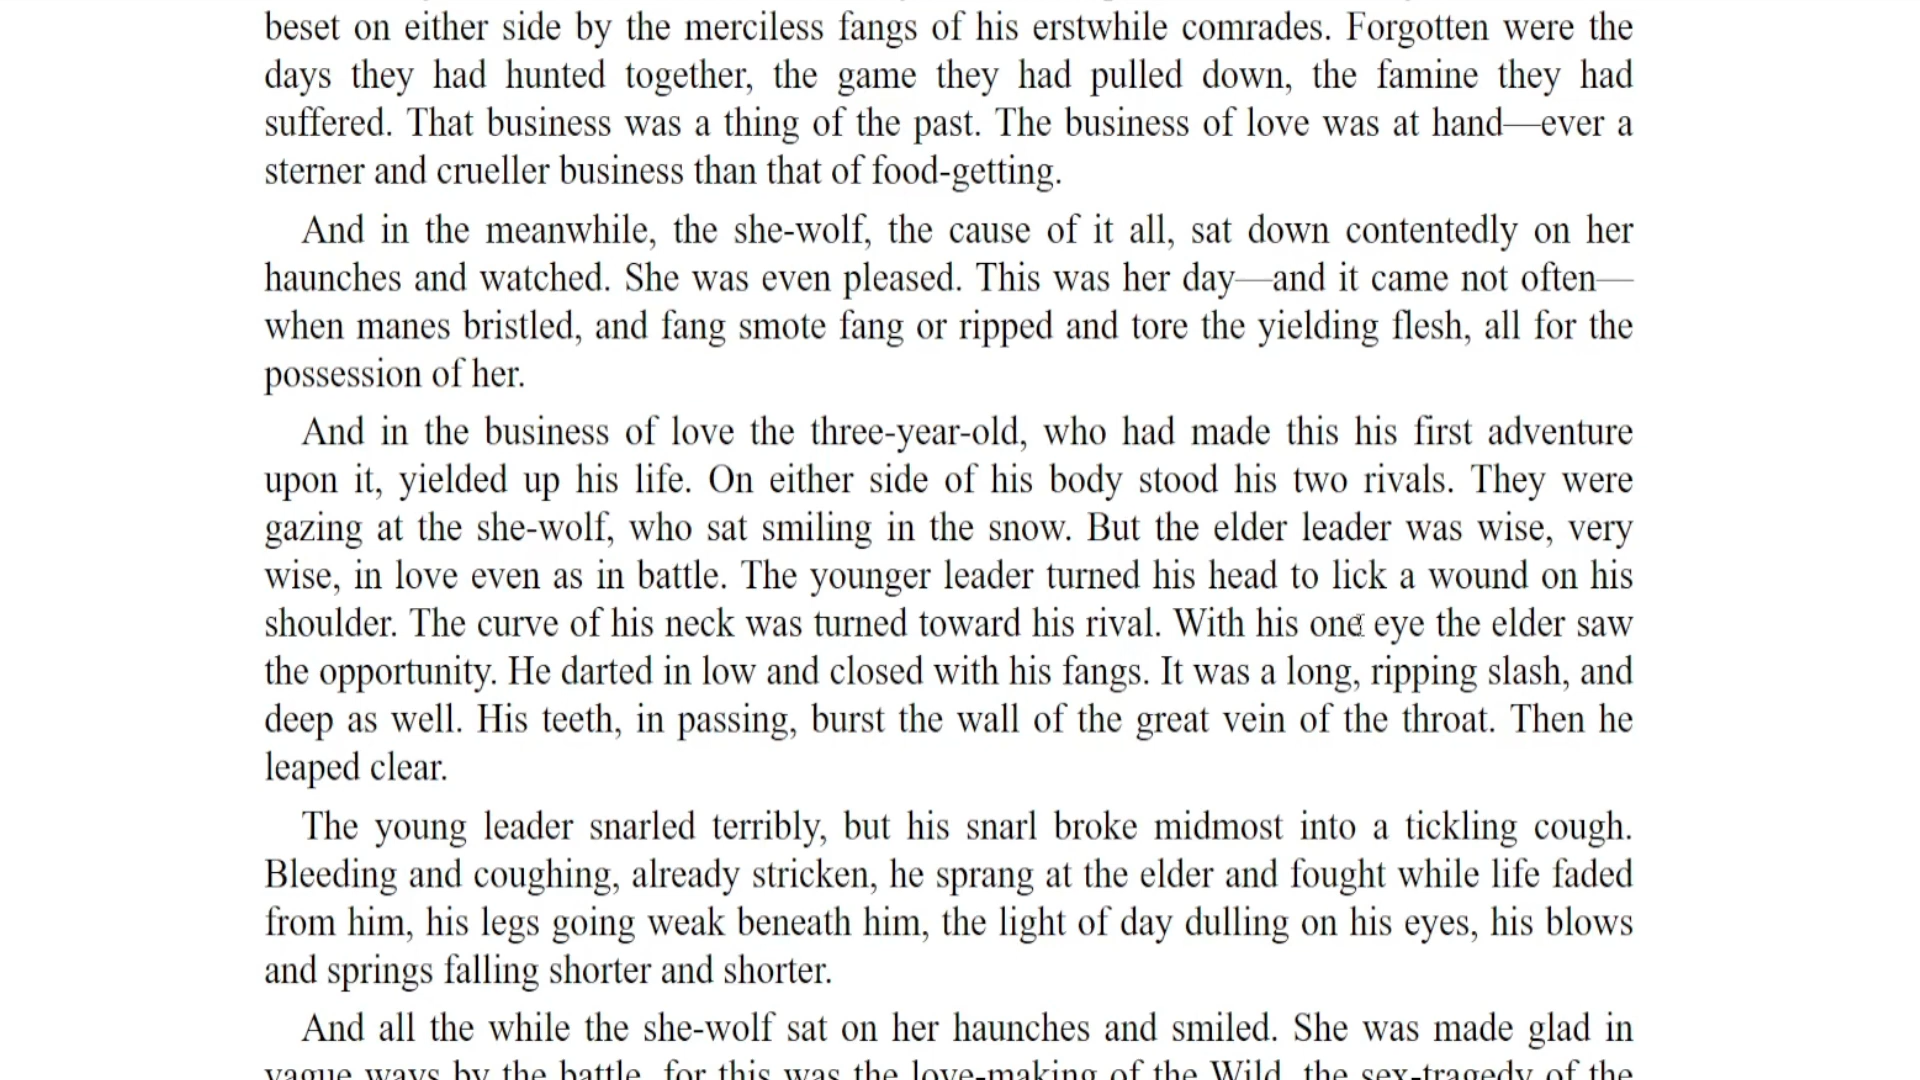 beset on either side by the merciless fangs of his erstwhile comrades. Forgotten were the
days they had hunted together, the game they had pulled down, the famine they had
suffered. That business was a thing of the past. The business of love was at hand—ever a
sterner and crueller business than that of food-getting.
And in the meanwhile, the she-wolf, the cause of it all, sat down contentedly on her
haunches and watched. She was even pleased. This was her day—and it came not often—
when manes bristled, and fang smote fang or ripped and tore the yielding flesh, all for the
possession of her.
And in the business of love the three-year-old, who had made this his first adventure
upon it, yielded up his life. On either side of his body stood his two rivals. They were
gazing at the she-wolf, who sat smiling in the snow. But the elder leader was wise, very
wise, in love even as in battle. The younger leader turned his head to lick a wound on his
shoulder. The curve of his neck was turned toward his rival. With his one eye the elder saw
the opportunity. He darted in low and closed with his fangs. It was a long, ripping slash, and
deep as well. His teeth, in passing, burst the wall of the great vein of the throat. Then he
leaped clear.
The young leader snarled terribly, but his snarl broke midmost into a tickling cough.
Bleeding and coughing, already stricken, he sprang at the elder and fought while life faded
from him, his legs going weak beneath him, the light of day dulling on his eyes, his blows
and springs falling shorter and shorter.
And all the while the she-wolf sat on her haunches and smiled. She was made glad in
vague ways by the battle, for this was the love-making of the Wild, the sex-tragedy of the